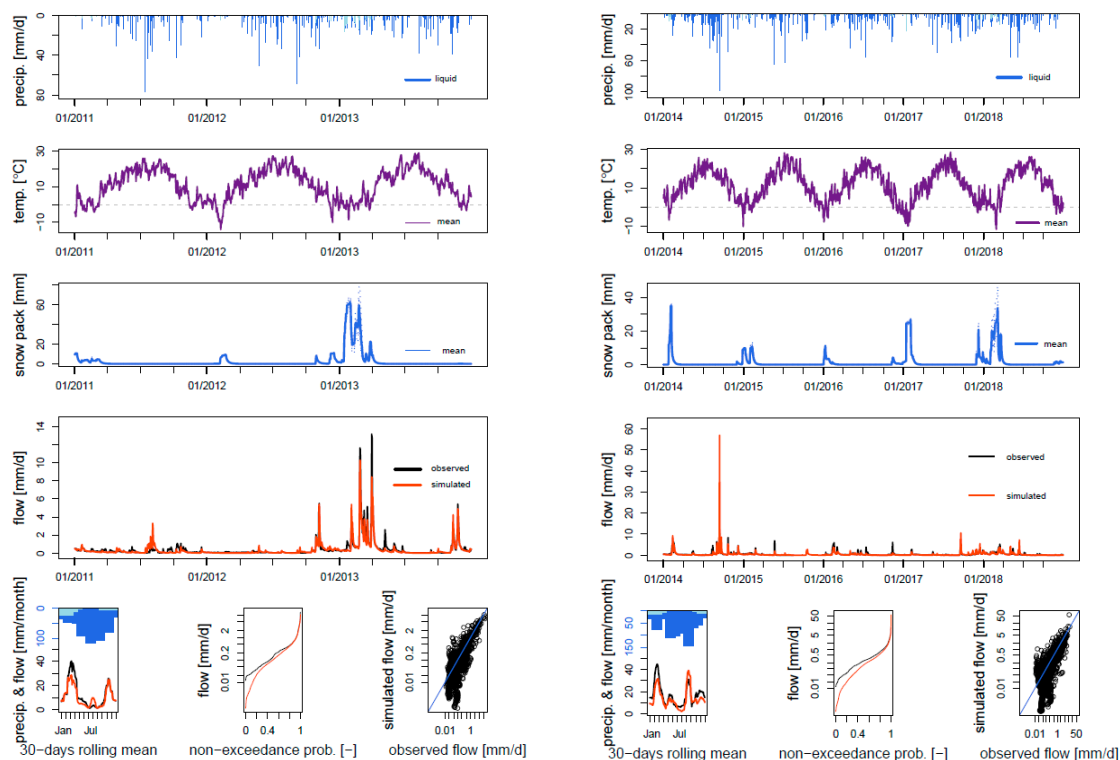 precip. [mm/d]
0
40
80
liquid
01/2011
01/2012
01/2013
temp. [°C]
30
10
−10
mean
01/2011
01/2012
01/2013
snow pack [mm]
60
20
mean
01/2011
01/2012
01/2013
flow [mm/d]
14
12
10
8
6
4
2
0
observed
simulated
01/2011
01/2012
01/2013
precip. & flow [mm/month]
0
100
40
20
0
Jan Jul
30−days rolling mean
flow [mm/d]
2
0.2
0.01
0 0.4 1
non−exceedance prob. [−]
simulated flow [mm/d]
2
0.2
0.01
0.01 2
observed flow [mm/d]
precip. [mm/d]
20
60
100
liquid
01/2014
01/2015
01/2016
01/2017
01/2018
temp. [°C]
30
10
−10
mean
01/2014
01/2015
01/2016
01/2017
01/2018
snow pack [mm]
40
20
0
mean
01/2014
01/2015
01/2016
01/2017
01/2018
flow [mm/d]
60
50
40
30
20
10
0
observed
simulated
01/2014
01/2015
01/2016
01/2017
01/2018
precip. & flow [mm/month]
0
50
150
60
40
20
0
Jan Jul
30−days rolling mean
flow [mm/d]
50
5
0.5
0.01
0 0.4 1
non−exceedance prob. [−]
simulated flow [mm/d]
50
5
0.5
0.01
0.01 1 50
observed flow [mm/d]